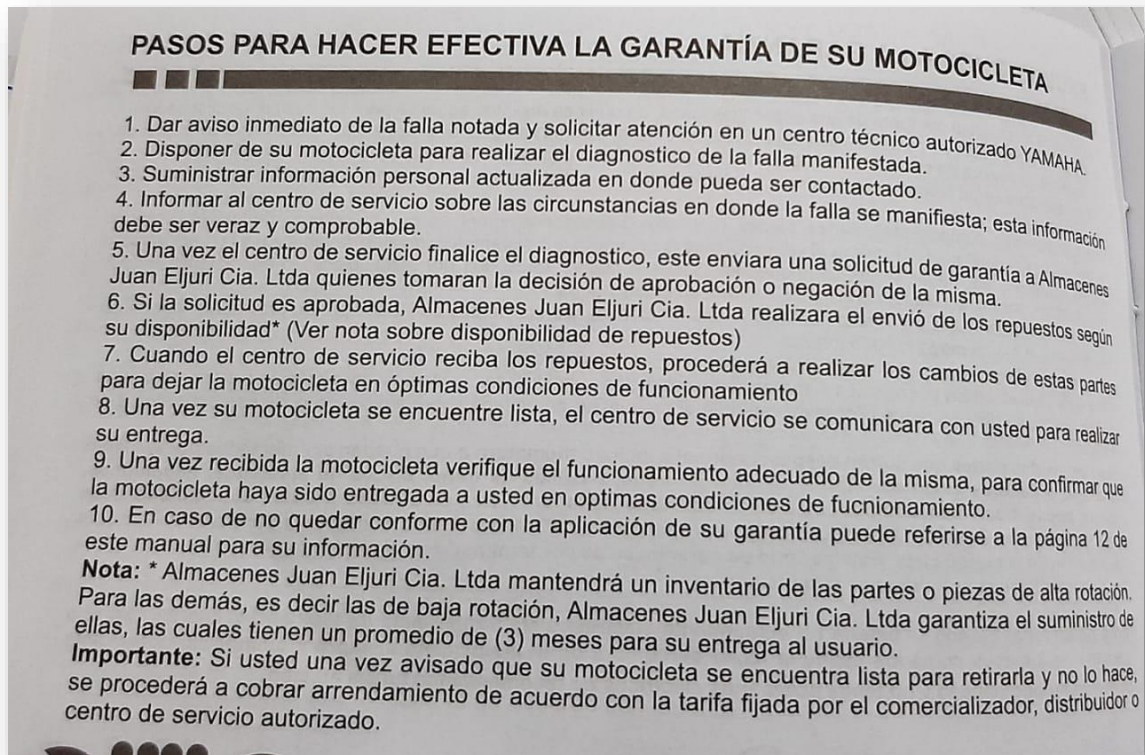 PASOS PARA HACER EFECTIVA LA GARANTÍA DE SU MOTOCICLETA
1. Dar aviso inmediato de la falla notada y solicitar atención en un centro técnico autorizado YAMAHA.
2. Disponer de su motocicleta para realizar el diagnostico de la falla manifestada.
3. Suministrar información personal actualizada en donde pueda ser contactado.
4. Informar al centro de servicio sobre las circunstancias en donde la falla se manifiesta; esta información
debe ser veraz y comprobable.
5. Una vez el centro de servicio finalice el diagnostico, este enviara una solicitud de garantía a Almacenes
Juan Eljuri Cia. Ltda quienes tomaran la decisión de aprobación o negación de la misma.
6. Si la solicitud es aprobada, Almacenes Juan Eljuri Cia. Ltda realizara el envió de los repuestos según
su disponibilidad* (Ver nota sobre disponibilidad de repuestos)
7. Cuando el centro de servicio reciba los repuestos, procederá a realizar los cambios de estas partes
para dejar la motocicleta en óptimas condiciones de funcionamiento
8. Una vez su motocicleta se encuentre lista, el centro de servicio se comunicara con usted para realizar
su entrega.
9. Una vez recibida la motocicleta verifique el funcionamiento adecuado de la misma, para confirmar que
la motocicleta haya sido entregada a usted en optimas condiciones de fucnionamiento.
10. En caso de no quedar conforme con la aplicación de su garantía puede referirse a la página 12 de
este manual para su información.
Nota: * Almacenes Juan Eljuri Cia. Ltda mantendrá un inventario de las partes o piezas de alta rotación.
Para las demás, es decir las de baja rotación, Almacenes Juan Eljuri Cia. Ltda garantiza el suministro de
ellas, las cuales tienen un promedio de (3) meses para su entrega al usuario.
Importante: Si usted una vez avisado que su motocicleta se encuentra lista para retirarla y no lo hace,
se procederá a cobrar arrendamiento de acuerdo con la tarifa fijada por el comercializador, distribuidor o
centro de servicio autorizado.